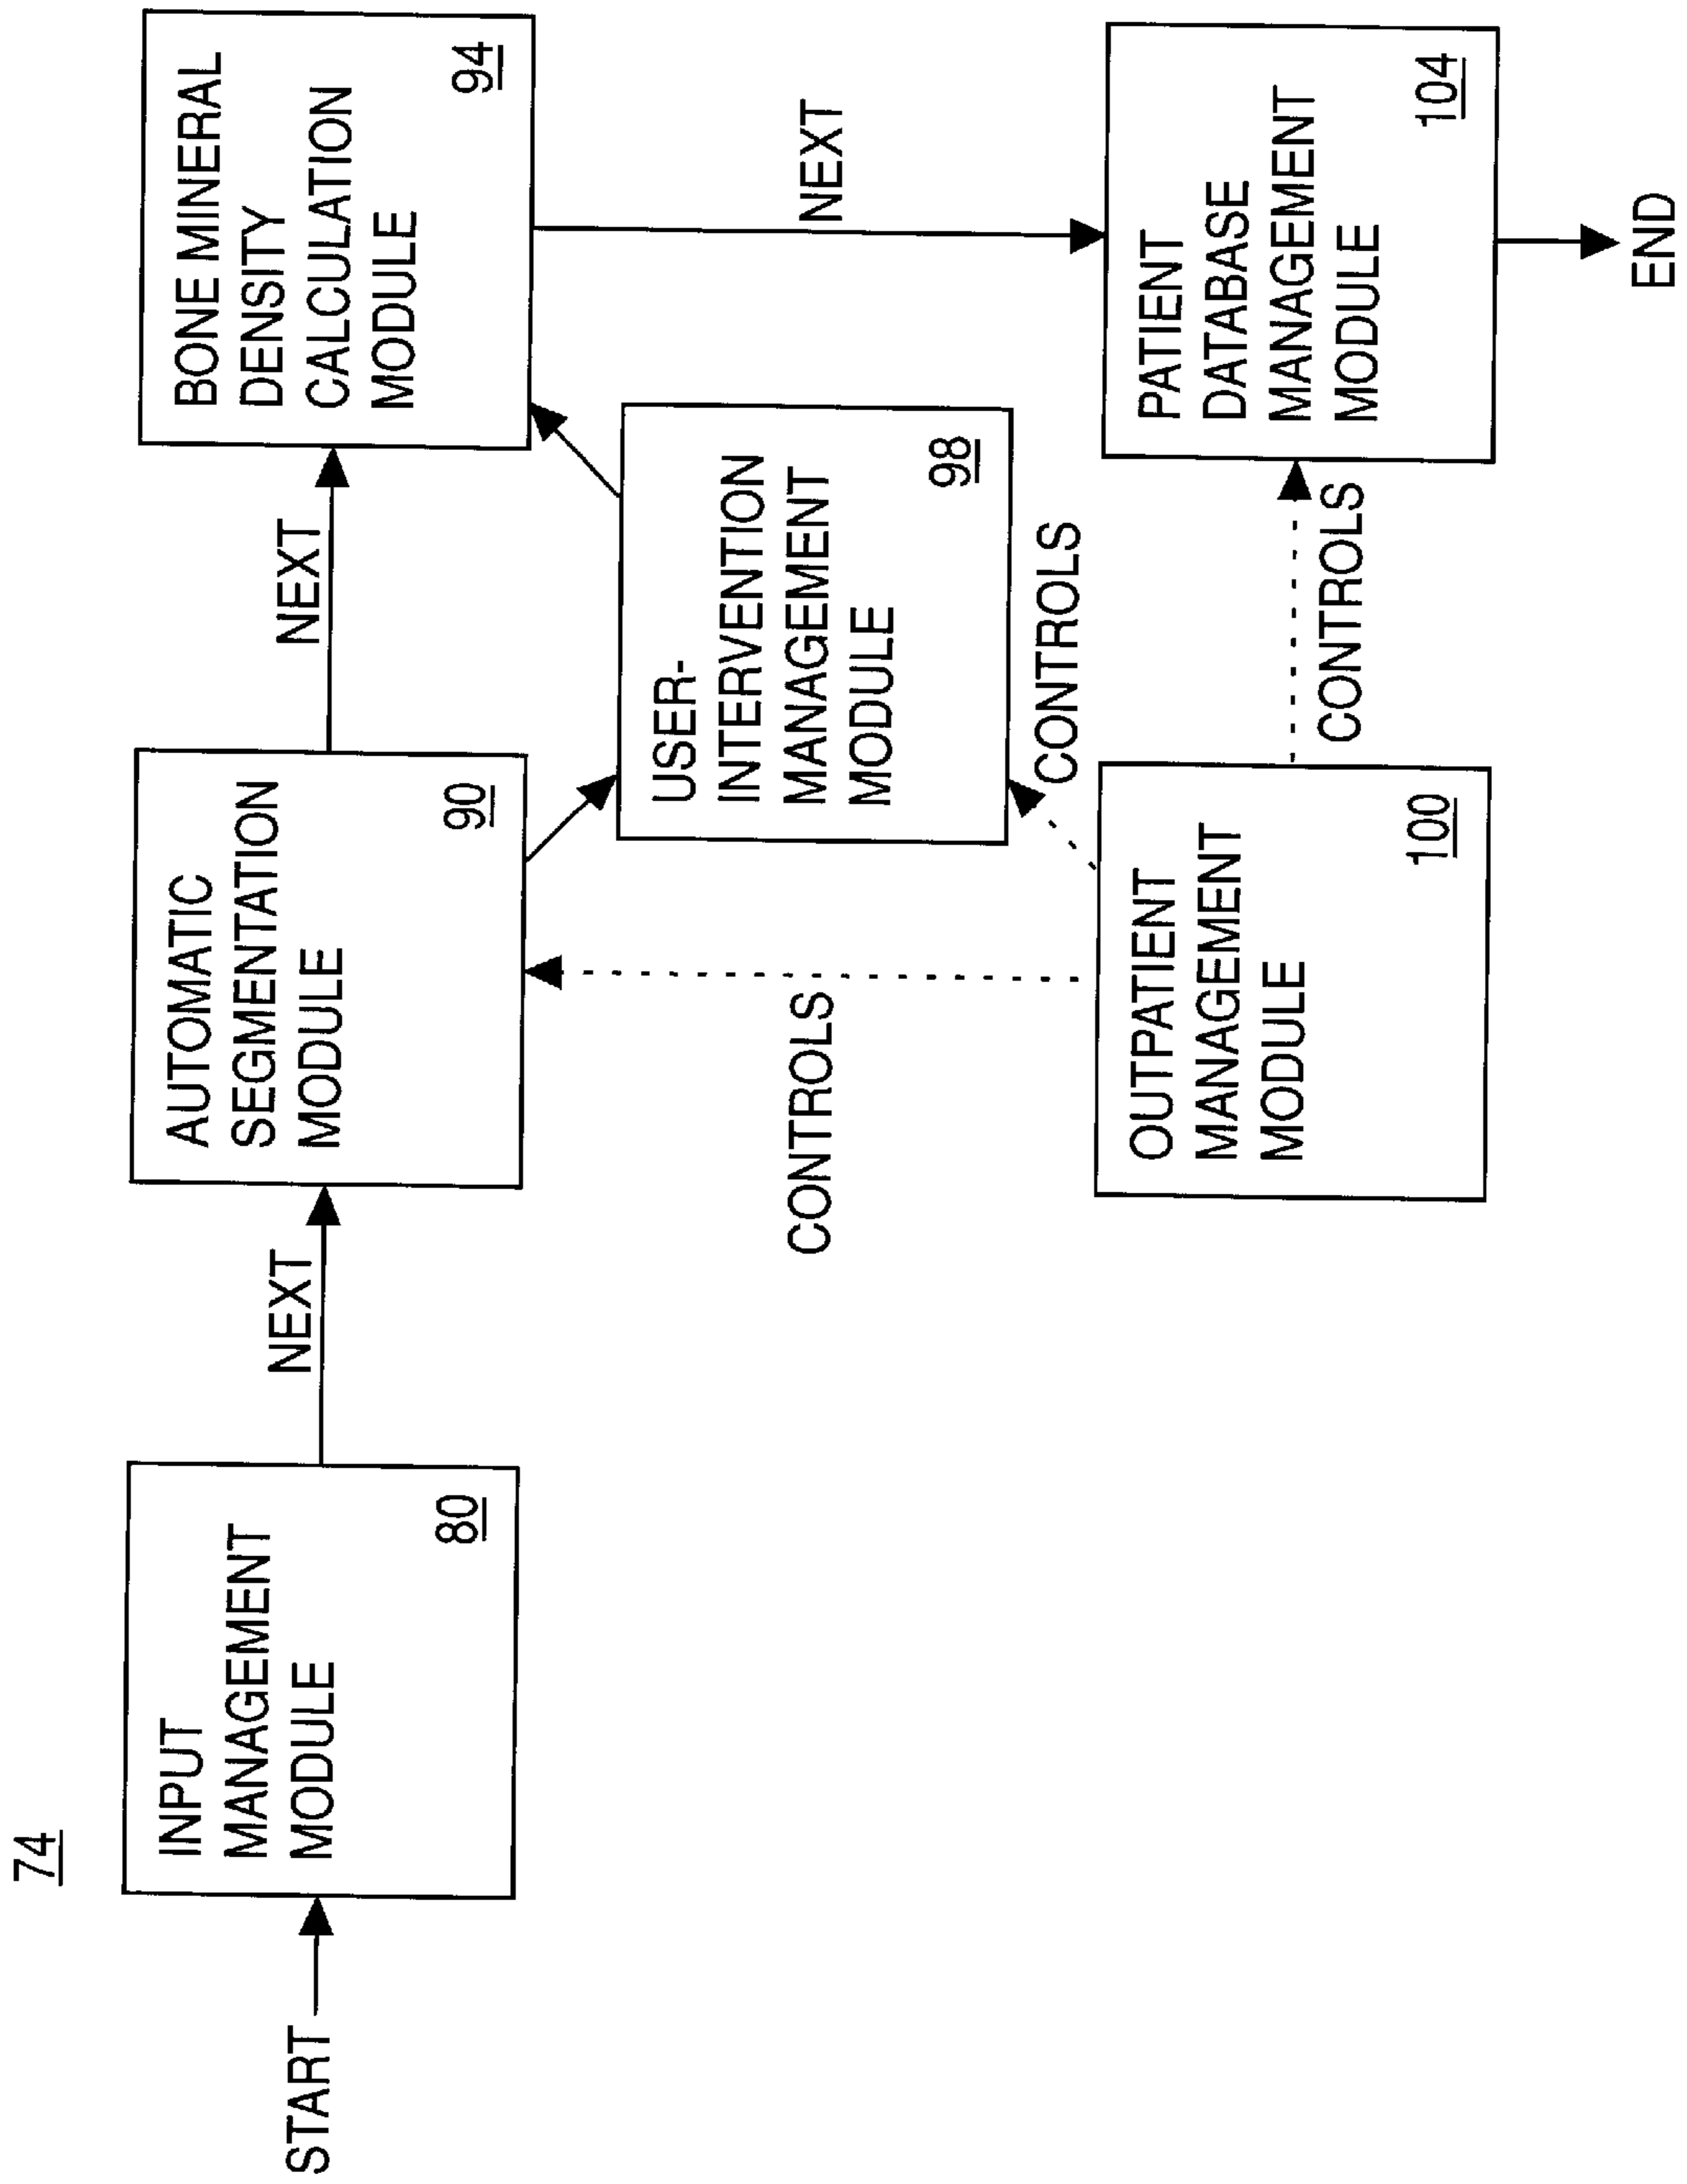 74
START
INPUT
MANAGEMENT
MODULE
80
NEXT
AUTOMATIC
SEGMENTATION
MODULE
90
NEXT
BONE MINERAL
DENSITY
CALCULATION
MODULE
94
USER-
INTERVENTION
MANAGEMENT
MODULE
98
CONTROLS
CONTROLS
NEXT
OUTPATIENT
MANAGEMENT
MODULE
100
CONTROLS
PATIENT
DATABASE
MANAGEMENT
MODULE
104
END